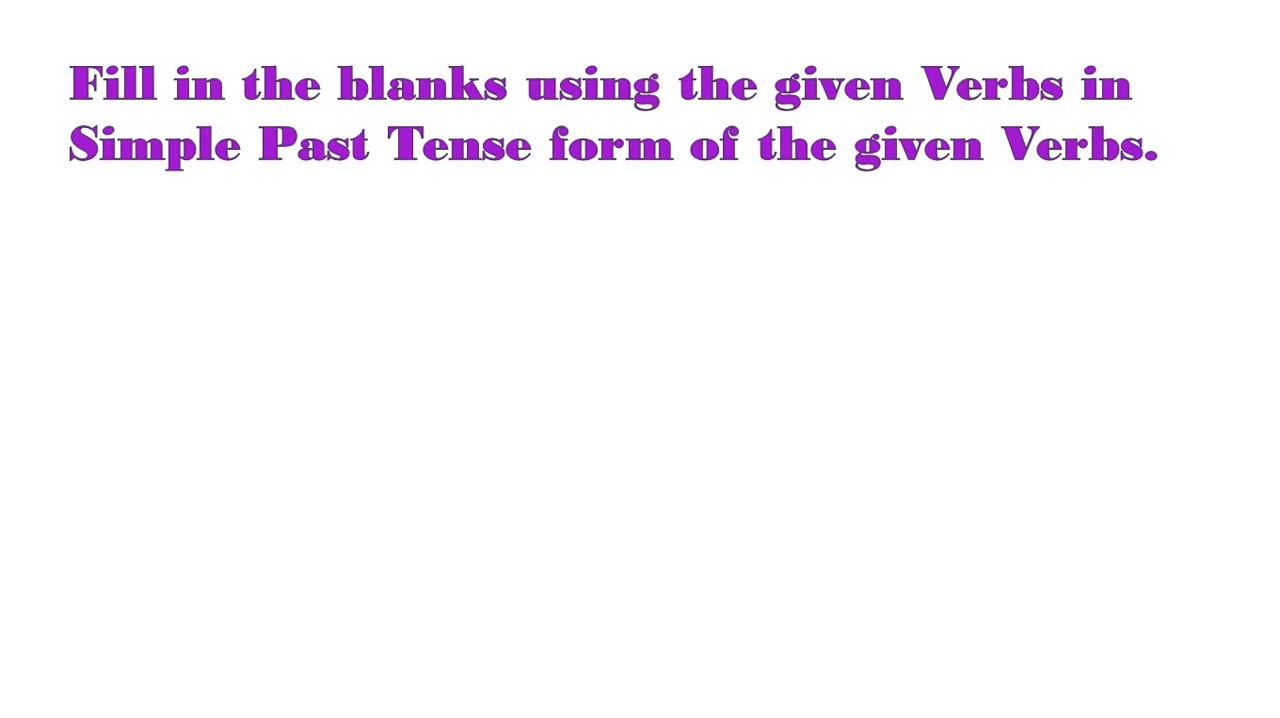 Fill in the blanks using the given Verbs in
Simple Past Tense form of the given Verbs.